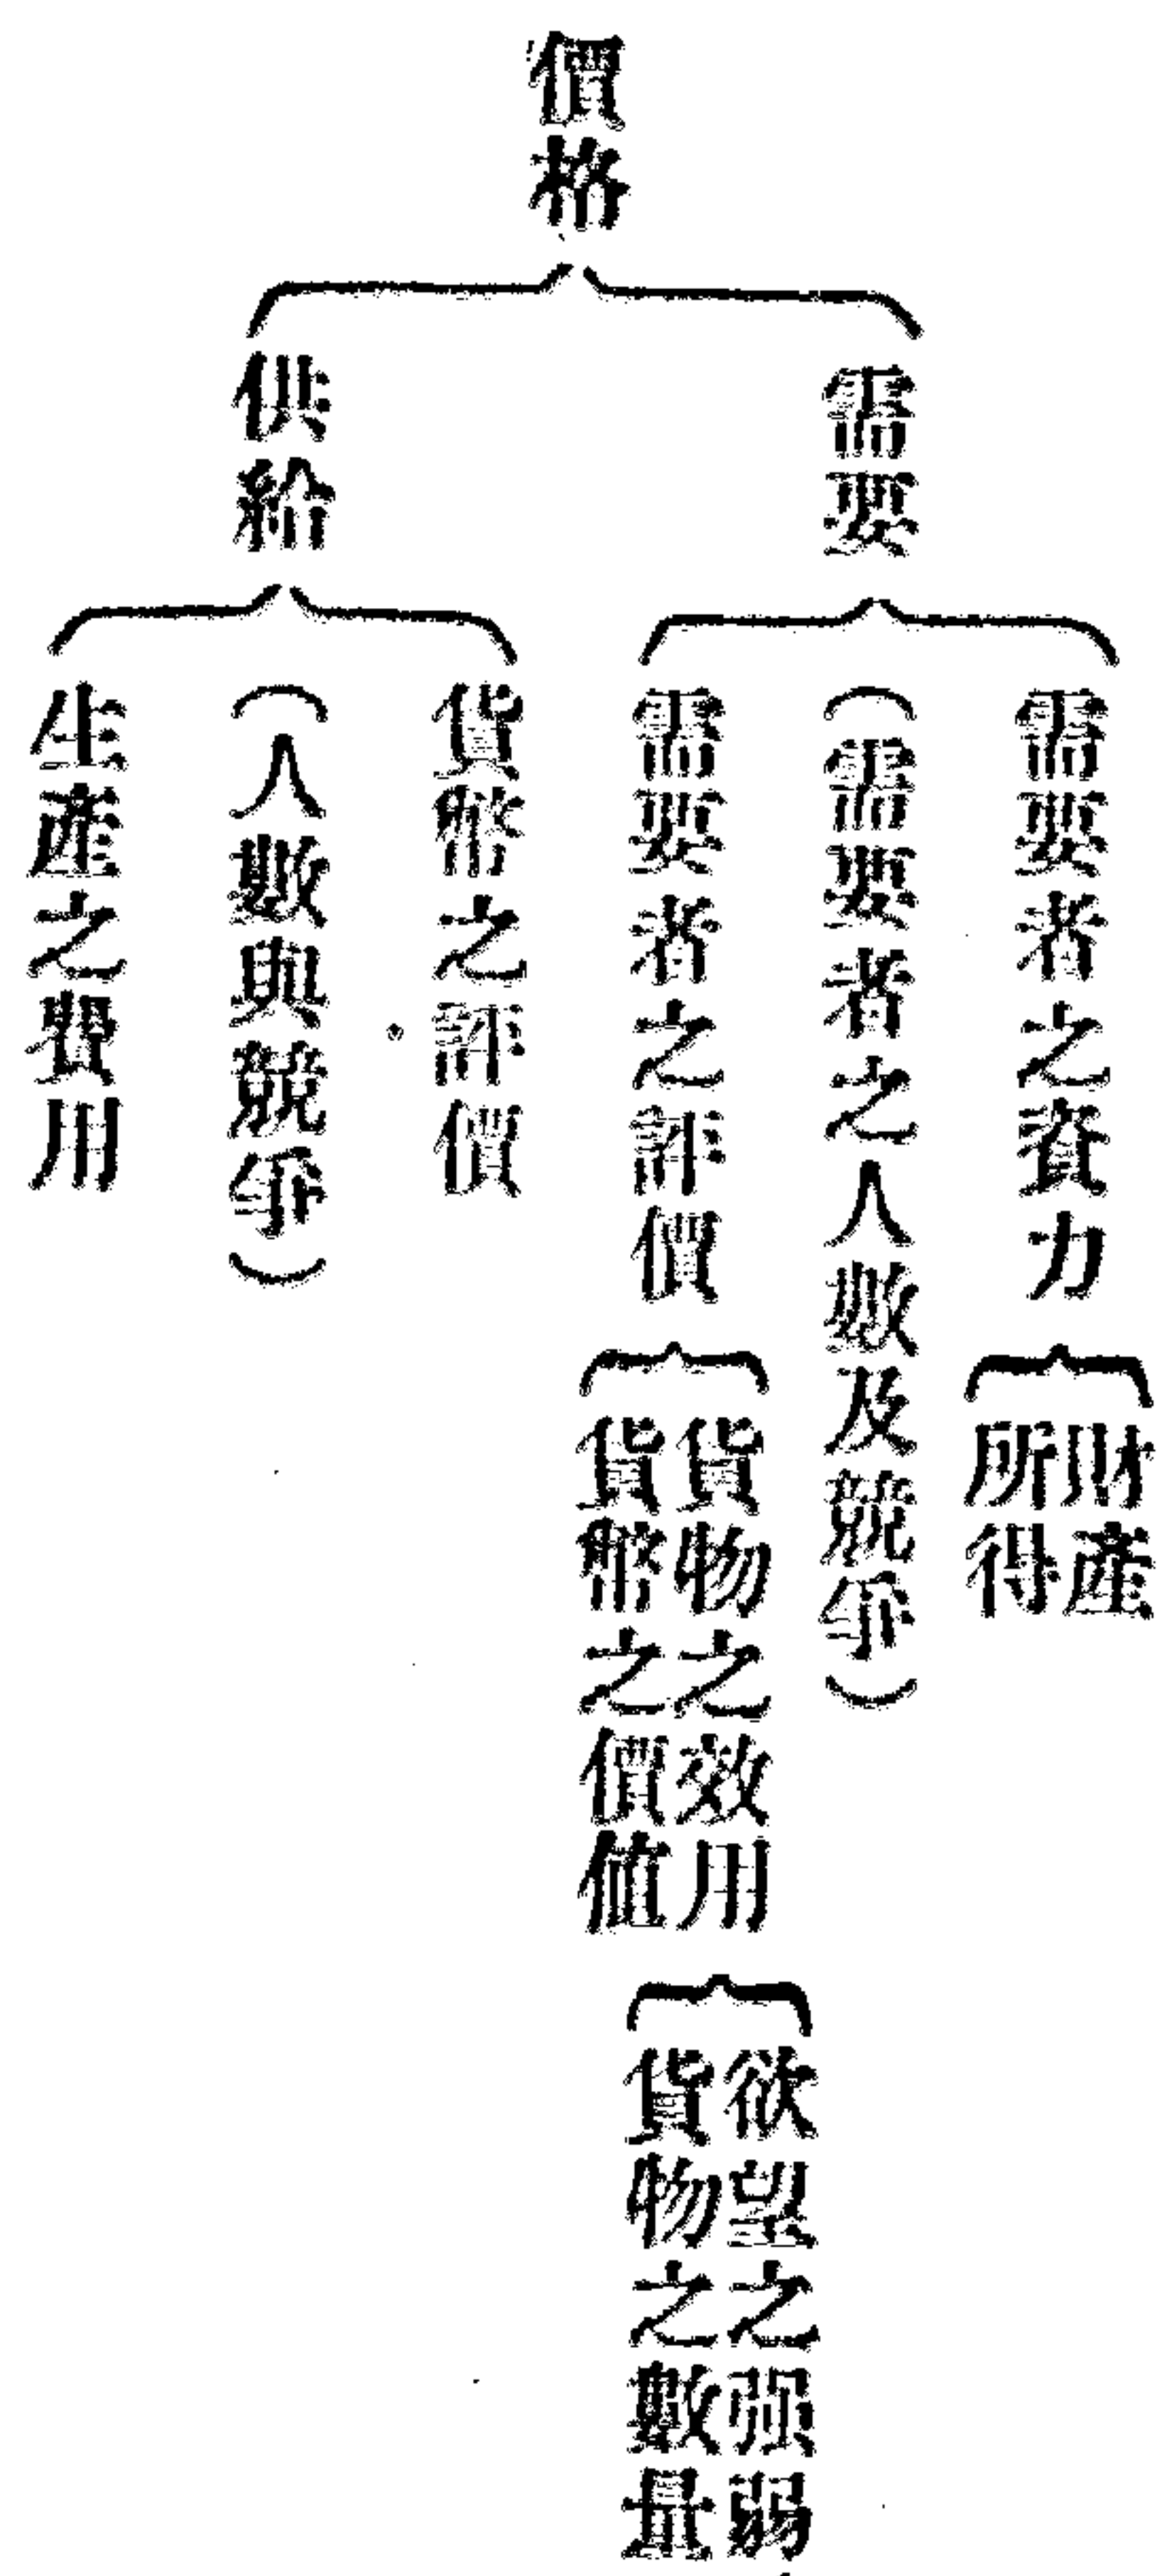 價格
需要
需要者之資力
財產
所得
(需要者之人數及競爭)
需要者之評價
貨物之效用
欲望之强弱
貨物之數量
貨幣之價值
供給
貨幣之評價
(人數與競爭)
生產之費用